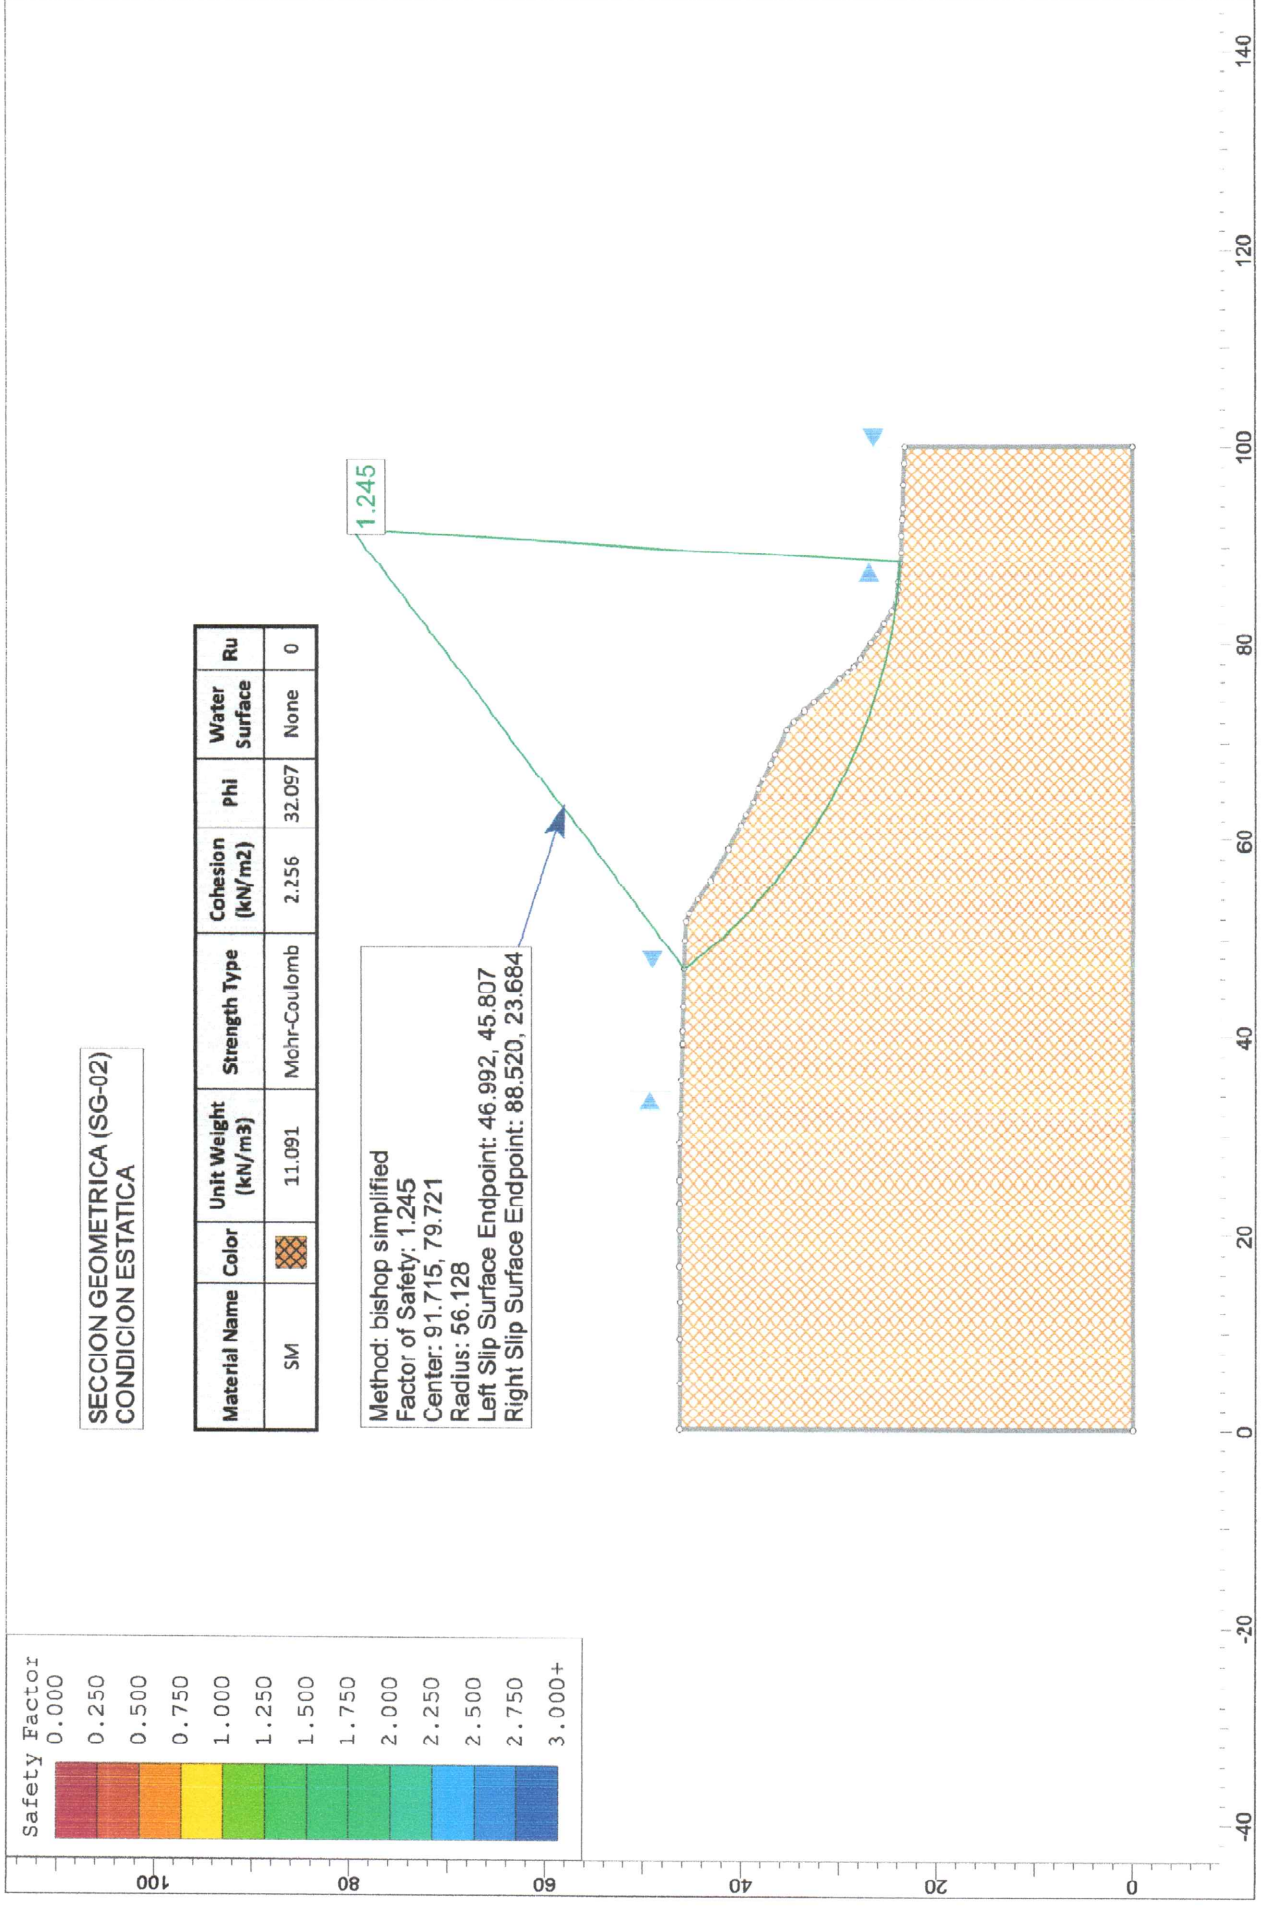 Safety Factor
0.000
0.250
0.500
0.750
1.000
1.250
1.500
1.750
2.000
2.250
2.500
2.750
3.000+
SECCION GEOMETRICA (SG-02)
CONDICION ESTATICA
Material Name Color Unit Weight (kN/m3) Strength Type Cohesion (kN/m2) Phi Water Surface Ru
SM 11.091 Mohr-Coulomb 2.256 32.097 None 0
Method: bishop simplified
Factor of Safety: 1.245
Center: 91.715, 79.721
Radius: 56.128
Left Slip Surface Endpoint: 46.992, 45.807
Right Slip Surface Endpoint: 88.520, 23.684
1.245
100
80
60
40
20
0
-40 -20 0 20 40 60 80 100 120 140